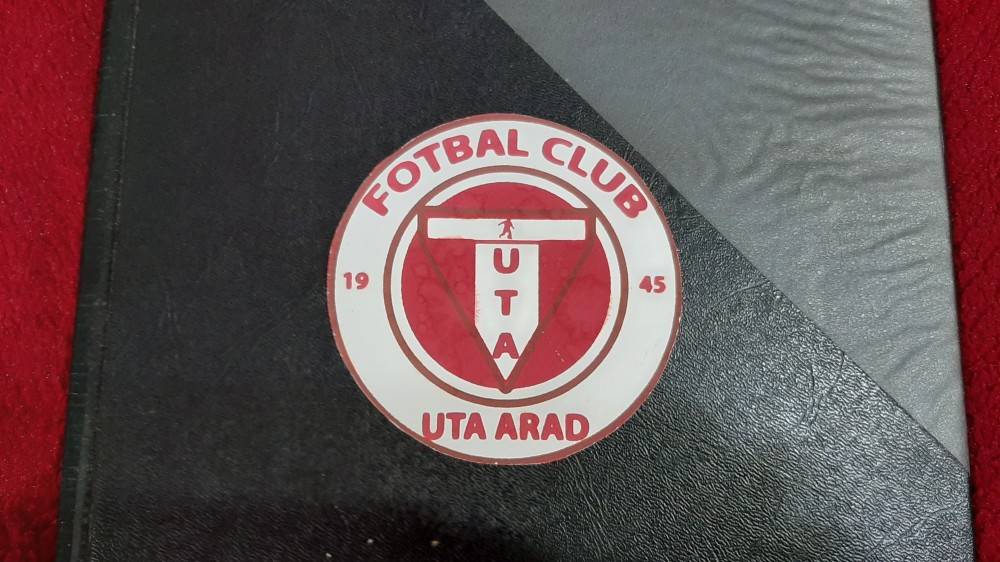 FOTBAL CLUB
19 45
UTA
UTA ARAD